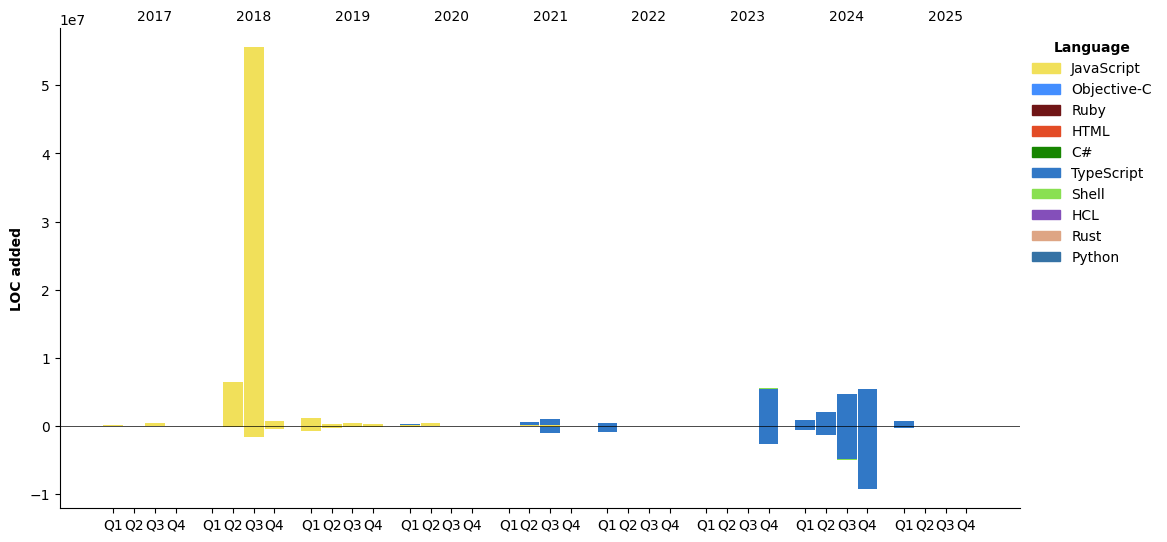 2017 2018 2019 2020 2021 2022 2023 2024 2025
1e7
Language
JavaScript
Objective-C
Ruby
HTML
C#
TypeScript
Shell
HCL
Rust
Python
LOC added
5
4
3
2
1
0
−1
Q1 Q2 Q3 Q4 Q1 Q2 Q3 Q4 Q1 Q2 Q3 Q4 Q1 Q2 Q3 Q4 Q1 Q2 Q3 Q4 Q1 Q2 Q3 Q4 Q1 Q2 Q3 Q4 Q1 Q2 Q3 Q4 Q1 Q2 Q3 Q4